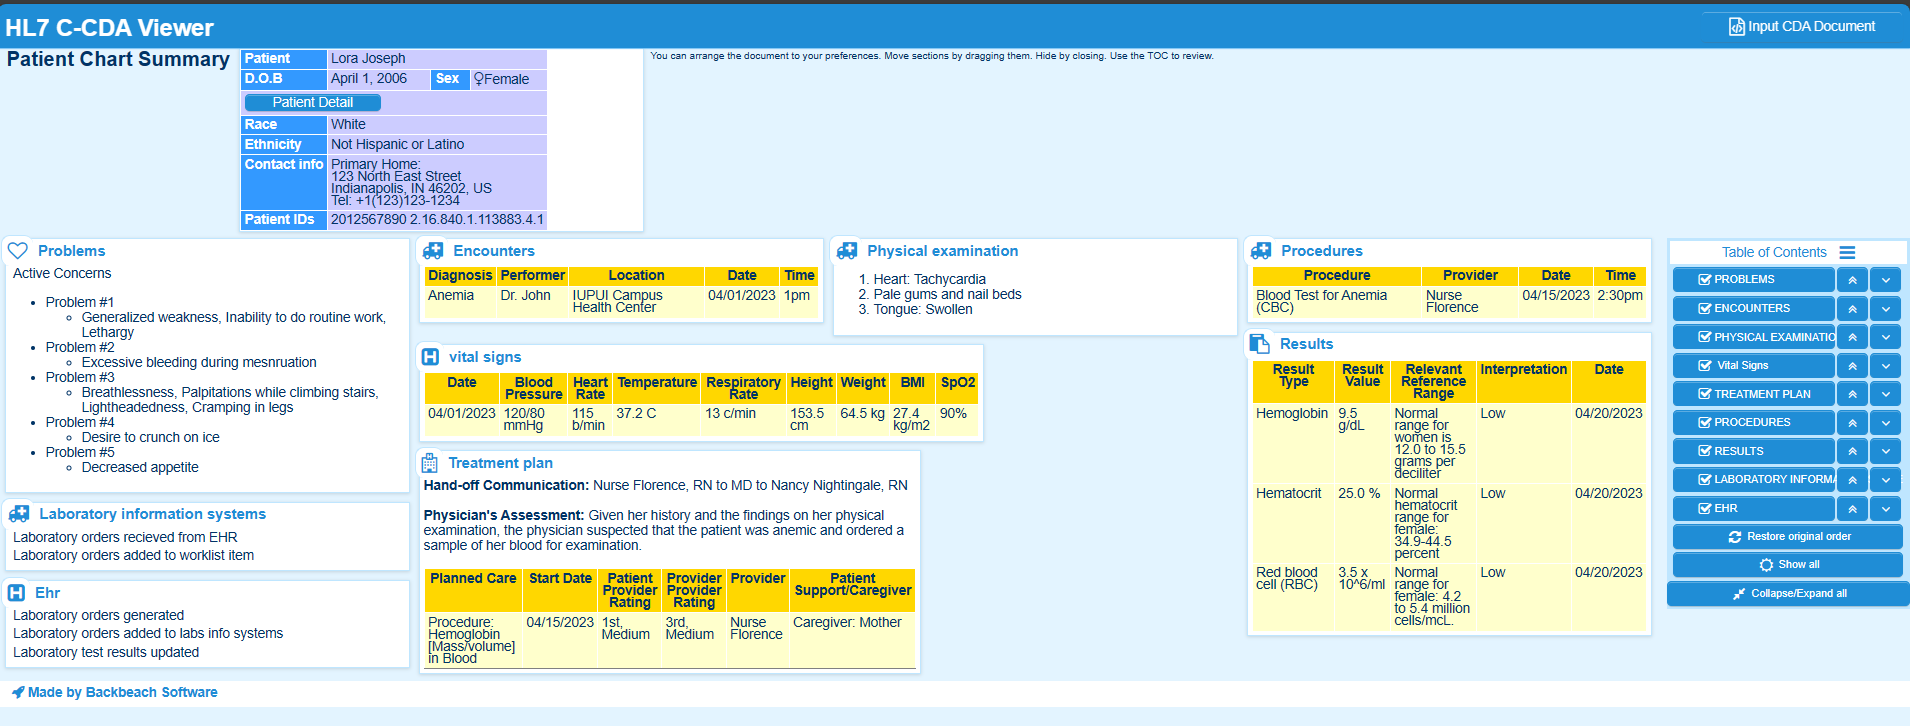 HL7 C-CDA Viewer
Input CDA Document
Patient Chart Summary
Patient Lora Joseph
D.O.B April 1, 2006 Sex ♀Female
Patient Detail
Race White
Ethnicity Not Hispanic or Latino
Contact info Primary Home:
123 North East Street
Indianapolis, IN 46202, US
Tel: +1(123)123-1234
Patient IDs 2012567890 2.16.840.1.113883.4.1
You can arrange the document to your preferences. Move sections by dragging them. Hide by closing. Use the TOC to review.
Problems
Active Concerns
Problem #1
Generalized weakness, Inability to do routine work,
Lethargy
Problem #2
Excessive bleeding during mesnruation
Problem #3
Breathlessness, Palpitations while climbing stairs,
Lightheadedness, Cramping in legs
Problem #4
Desire to crunch on ice
Problem #5
Decreased appetite
Laboratory information systems
Laboratory orders recieved from EHR
Laboratory orders added to worklist item
Ehr
Laboratory orders generated
Laboratory orders added to labs info systems
Laboratory test results updated
Encounters
Diagnosis Performer Location Date Time
Anemia Dr. John IUPUI Campus 04/01/2023 1pm
Health Center
vital signs
Date Blood Heart Temperature Respiratory Height Weight BMI SpO2
Pressure Rate Rate
04/01/2023 120/80 115 37.2 C 13 c/min 153.5 64.5 kg 27.4 90%
mmHg b/min cm kg/m2
Treatment plan
Hand-off Communication: Nurse Florence, RN to MD to Nancy Nightingale, RN
Physician's Assessment: Given her history and the findings on her physical
examination, the physician suspected that the patient was anemic and ordered a
sample of her blood for examination.
Planned Care Start Date Patient Provider Provider Patient
Provider Provider Support/Caregiver
Rating Rating
Procedure: 04/15/2023 1st, 3rd, Nurse Caregiver: Mother
Hemoglobin Medium Medium Florence
[Mass/volume]
in Blood
Physical examination
1. Heart: Tachycardia
2. Pale gums and nail beds
3. Tongue: Swollen
Procedures
Procedure Provider Date Time
Blood Test for Anemia Nurse 04/15/2023 2:30pm
(CBC) Florence
Results
Result Result Relevant Interpretation Date
Type Value Reference
Range
Hemoglobin 9.5 Normal Low 04/20/2023
g/dL range for
women is
12.0 to 15.5
grams per
deciliter
Hematocrit 25.0 % Normal Low 04/20/2023
hematocrit
range for
female:
34.9-44.5
percent
Red blood 3.5 x Normal Low 04/20/2023
cell (RBC) 10^6/ml range for
female: 4.2
to 5.4 million
cells/mcL.
Table of Contents
PROBLEMS
ENCOUNTERS
PHYSICAL EXAMINATIO
Vital Signs
TREATMENT PLAN
PROCEDURES
RESULTS
LABORATORY INFORMA
EHR
Restore original order
Show all
Collapse/Expand all
Made by Backbeach Software